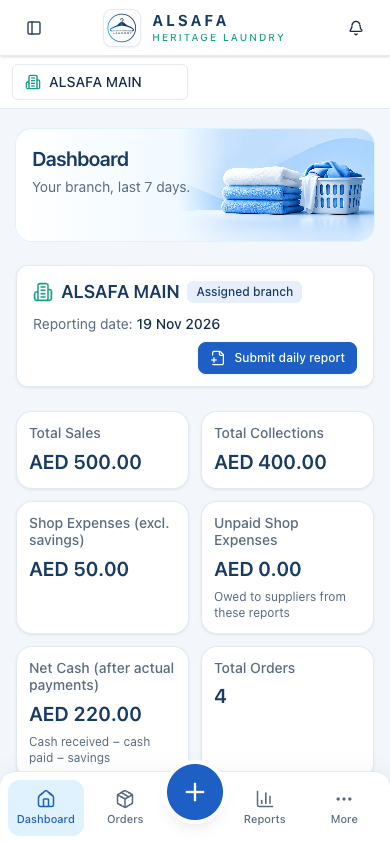 ALSAFA
HERITAGE LAUNDRY
ALSAFA MAIN
Dashboard
Your branch, last 7 days.
ALSAFA MAIN
Assigned branch
Reporting date: 19 Nov 2026
Submit daily report
Total Sales
AED 500.00
Total Collections
AED 400.00
Shop Expenses (excl.
savings)
AED 50.00
Unpaid Shop
Expenses
AED 0.00
Owed to suppliers from
these reports
Net Cash (after actual
payments)
AED 220.00
Cash received – cash
paid – savings
Total Orders
4
Dashboard
Orders
Reports
More